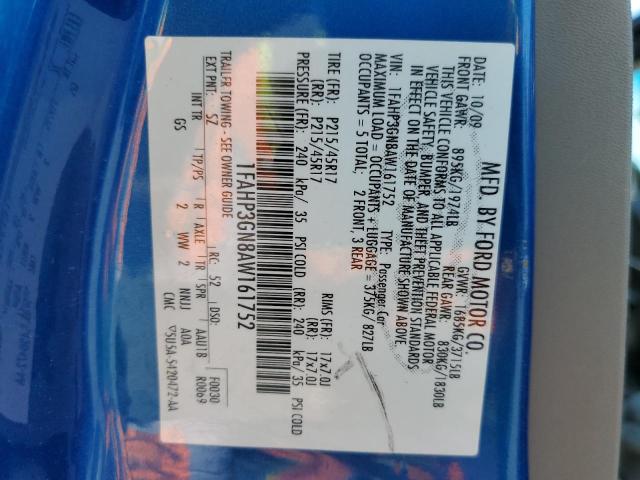 MFD. BY FORD MOTOR CO.
DATE: 10/09 GVWR: 1685KG/3715LB
FRONT GAWR: 895KG/1974LB REAR GAWR: 830KG/1830LB
THIS VEHICLE CONFORMS TO ALL APPLICABLE FEDERAL MOTOR
VEHICLE SAFETY, BUMPER, AND THEFT PREVENTION STANDARDS
IN EFFECT ON THE DATE OF MANUFACTURE SHOWN ABOVE.
VIN: 1FAHP3GN8AW161752 TYPE: Passenger Car
MAXIMUM LOAD = OCCUPANTS + LUGGAGE = 375KG/827LB
OCCUPANTS = 5 TOTAL; 2 FRONT, 3 REAR
TIRE (FR): P215/45R17 RIMS (FR): 17x7.0J
(RR): P215/45R17 (RR): 17x7.0J
PRESSURE (FR): 240 kPa/ 35 PSI COLD (RR): 240 kPa/ 35 PSI COLD
1FAHP3GN8AW161752
TRAILER TOWING - SEE OWNER GUIDE
EXT PNT: SZ RC: 52 DSO: F0030
R0069
INT TR TP/PS R AXLE TR SPR AAU1B
GS 2 WW 2 NNJJ A0A
CMC 5U5A-5420472-AA